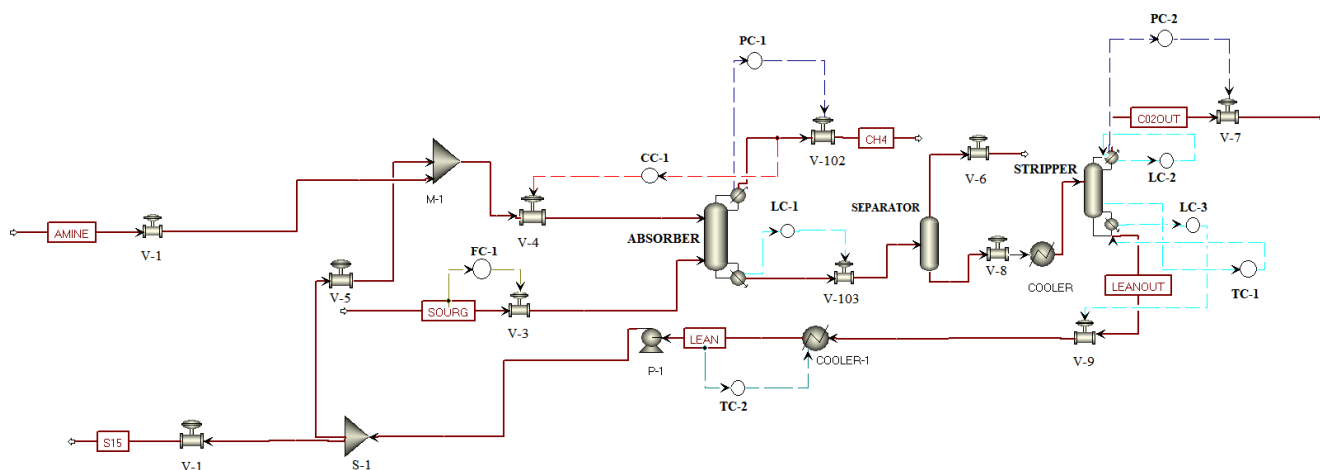 PC-1
PC-2
C02OUT
V-7
V-102
CH4
STRIPPER
LC-2
V-6
CC-1
M-1
LC-1
SEPARATOR
LC-3
AMINE
V-1
V-4
ABSORBER
FC-1
V-8
COOLER
TC-1
V-5
SOURG
V-3
V-103
LEANOUT
P-1
LEAN
COOLER-1
V-9
TC-2
S15
V-1
S-1